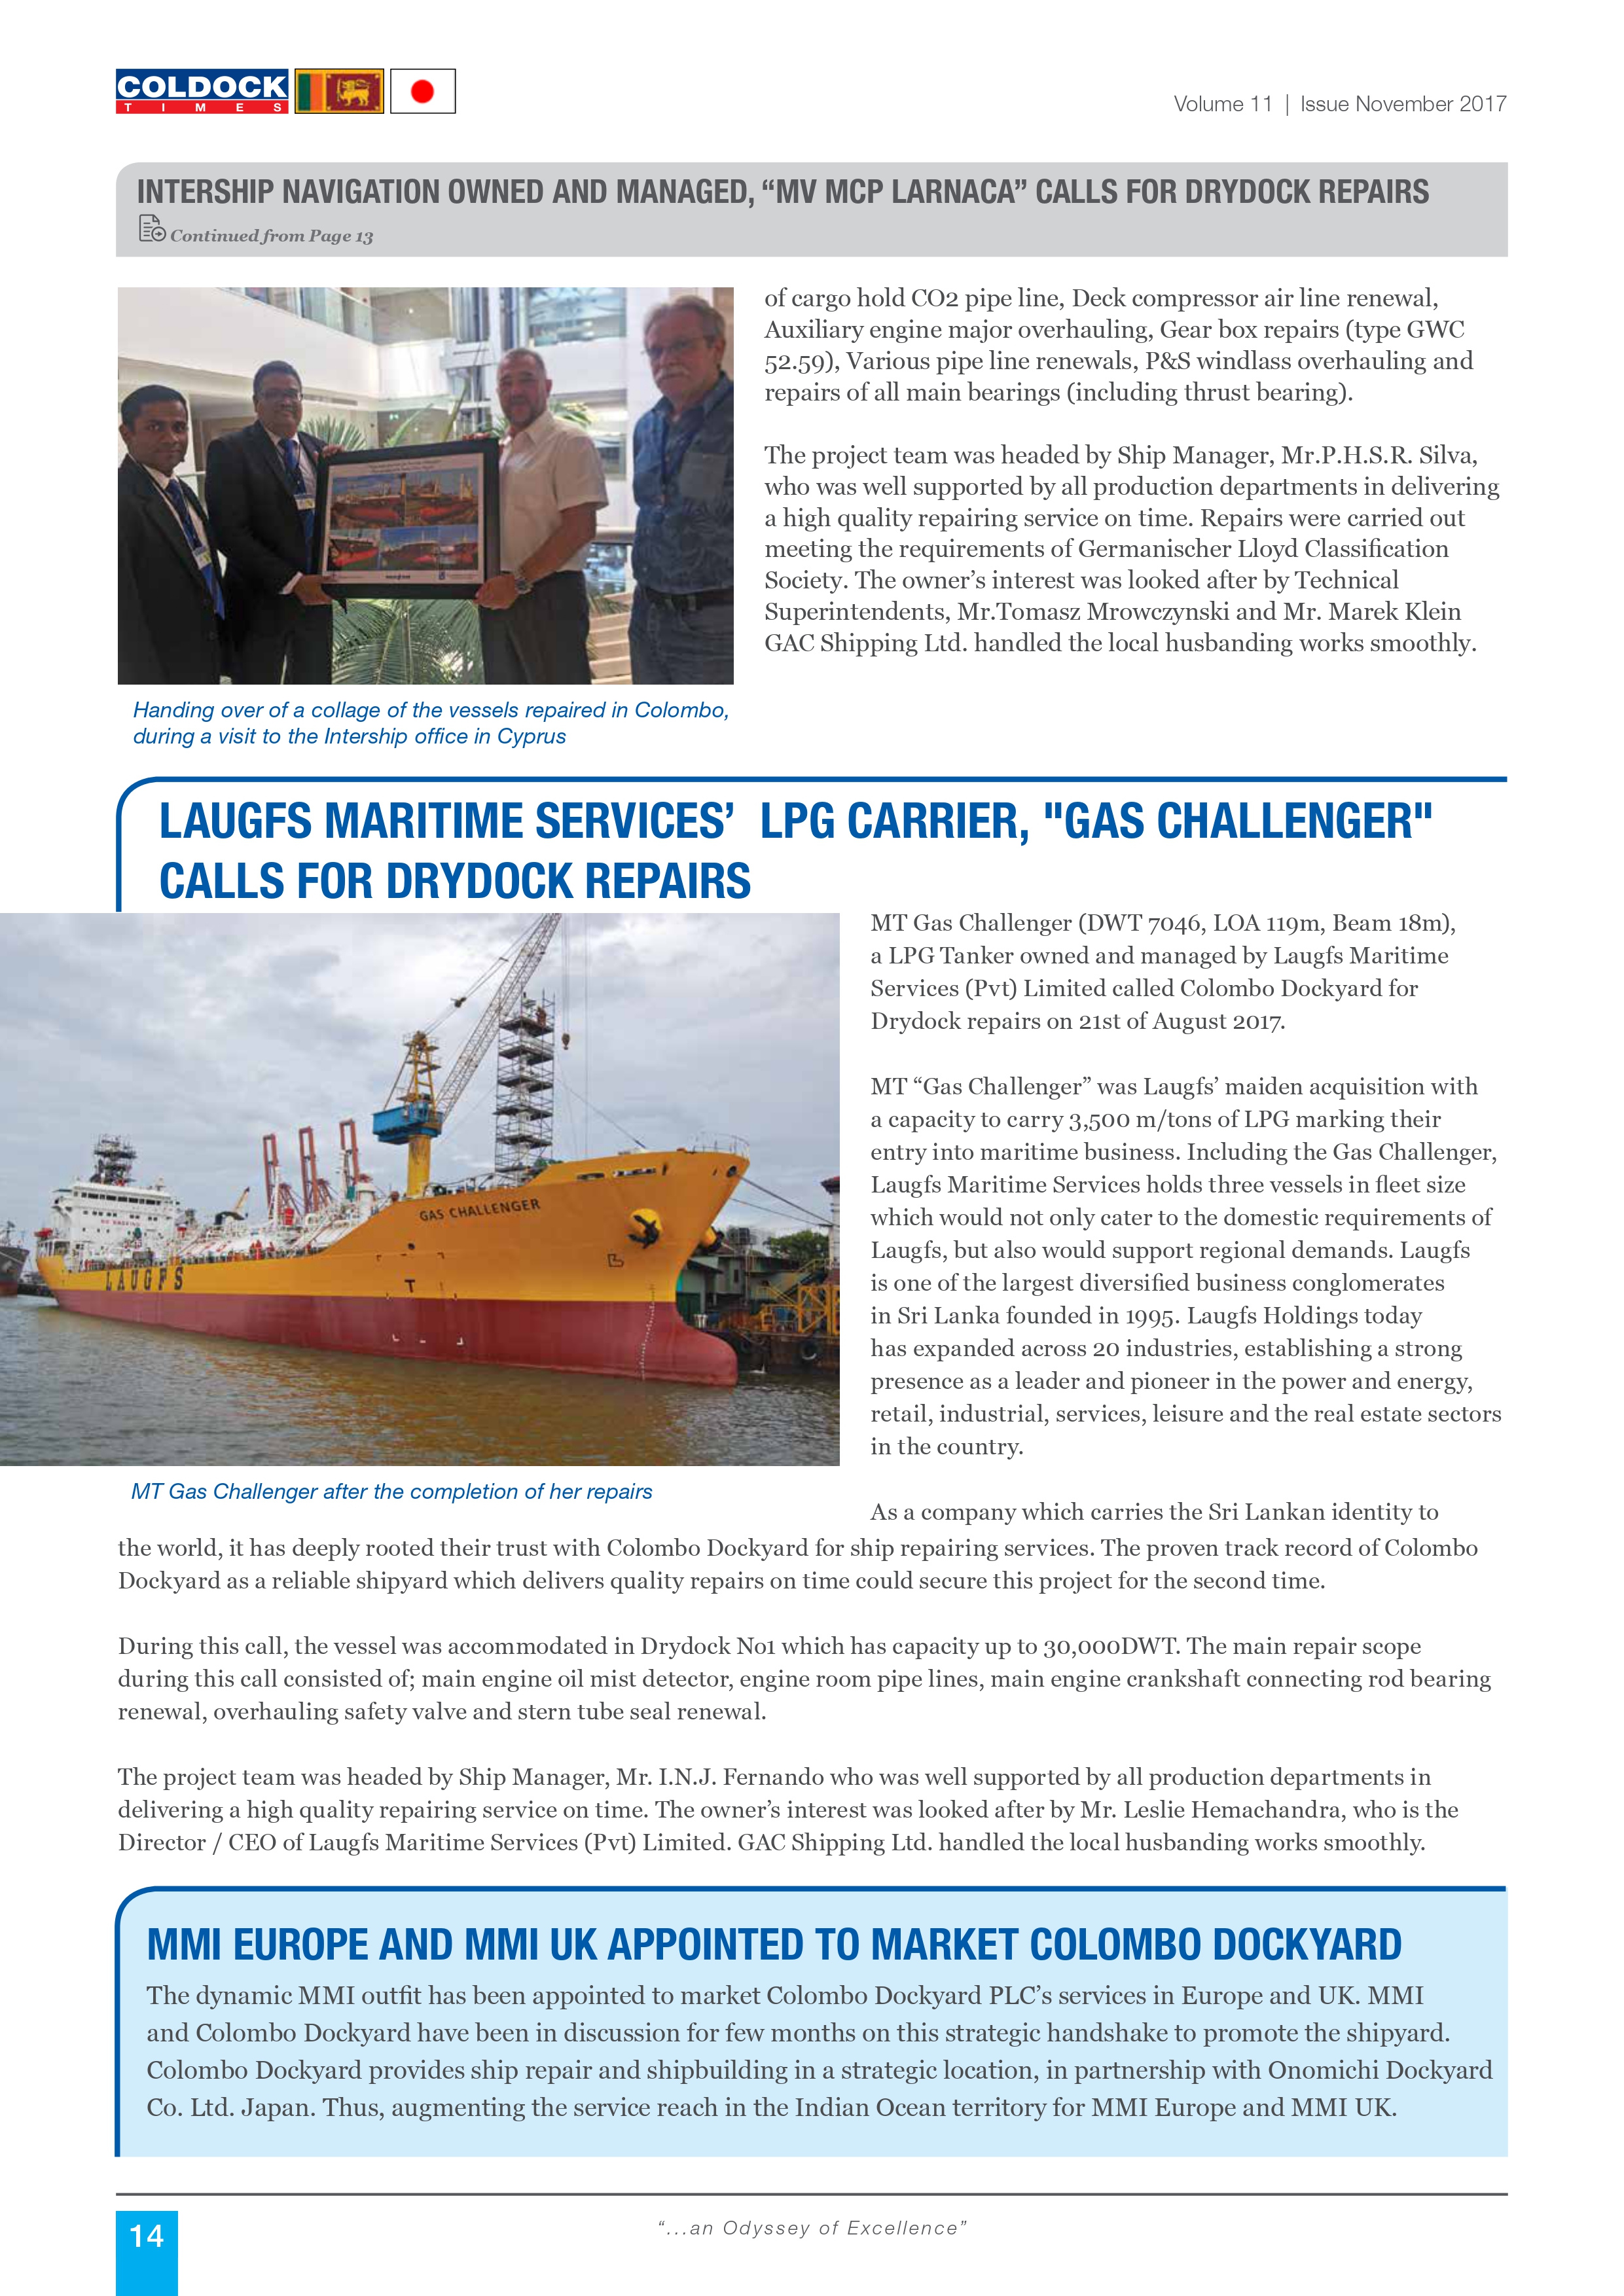 COLDOCK
TIMES
Volume 11 | Issue November 2017
INTERSHIP NAVIGATION OWNED AND MANAGED, “MV MCP LARNACA” CALLS FOR DRYDOCK REPAIRS
Continued from Page 13
of cargo hold CO2 pipe line, Deck compressor air line renewal,
Auxiliary engine major overhauling, Gear box repairs (type GWC
52.59), Various pipe line renewals, P&S windlass overhauling and
repairs of all main bearings (including thrust bearing).
The project team was headed by Ship Manager, Mr.P.H.S.R. Silva,
who was well supported by all production departments in delivering
a high quality repairing service on time. Repairs were carried out
meeting the requirements of Germanischer Lloyd Classification
Society. The owner’s interest was looked after by Technical
Superintendents, Mr.Tomasz Mrowczynski and Mr. Marek Klein
GAC Shipping Ltd. handled the local husbanding works smoothly.
Handing over of a collage of the vessels repaired in Colombo,
during a visit to the Intership office in Cyprus
LAUGFS MARITIME SERVICES’ LPG CARRIER, "GAS CHALLENGER"
CALLS FOR DRYDOCK REPAIRS
GAS CHALLENGER
LAUGFS
MT Gas Challenger after the completion of her repairs
MT Gas Challenger (DWT 7046, LOA 119m, Beam 18m),
a LPG Tanker owned and managed by Laugfs Maritime
Services (Pvt) Limited called Colombo Dockyard for
Drydock repairs on 21st of August 2017.
MT “Gas Challenger” was Laugfs’ maiden acquisition with
a capacity to carry 3,500 m/tons of LPG marking their
entry into maritime business. Including the Gas Challenger,
Laugfs Maritime Services holds three vessels in fleet size
which would not only cater to the domestic requirements of
Laugfs, but also would support regional demands. Laugfs
is one of the largest diversified business conglomerates
in Sri Lanka founded in 1995. Laugfs Holdings today
has expanded across 20 industries, establishing a strong
presence as a leader and pioneer in the power and energy,
retail, industrial, services, leisure and the real estate sectors
in the country.
As a company which carries the Sri Lankan identity to
the world, it has deeply rooted their trust with Colombo Dockyard for ship repairing services. The proven track record of Colombo
Dockyard as a reliable shipyard which delivers quality repairs on time could secure this project for the second time.
During this call, the vessel was accommodated in Drydock No1 which has capacity up to 30,000DWT. The main repair scope
during this call consisted of; main engine oil mist detector, engine room pipe lines, main engine crankshaft connecting rod bearing
renewal, overhauling safety valve and stern tube seal renewal.
The project team was headed by Ship Manager, Mr. I.N.J. Fernando who was well supported by all production departments in
delivering a high quality repairing service on time. The owner’s interest was looked after by Mr. Leslie Hemachandra, who is the
Director / CEO of Laugfs Maritime Services (Pvt) Limited. GAC Shipping Ltd. handled the local husbanding works smoothly.
MMI EUROPE AND MMI UK APPOINTED TO MARKET COLOMBO DOCKYARD
The dynamic MMI outfit has been appointed to market Colombo Dockyard PLC’s services in Europe and UK. MMI
and Colombo Dockyard have been in discussion for few months on this strategic handshake to promote the shipyard.
Colombo Dockyard provides ship repair and shipbuilding in a strategic location, in partnership with Onomichi Dockyard
Co. Ltd. Japan. Thus, augmenting the service reach in the Indian Ocean territory for MMI Europe and MMI UK.
14
“...an Odyssey of Excellence”